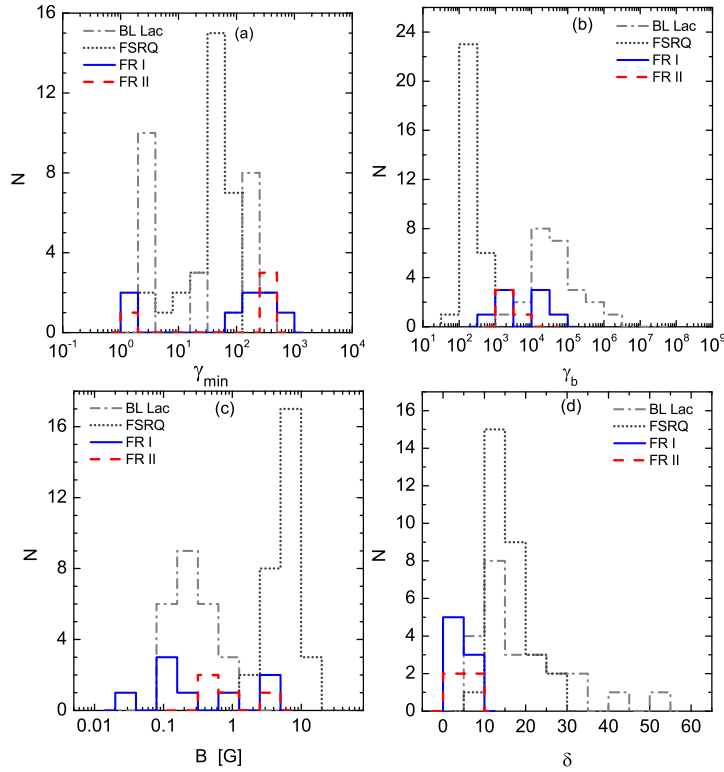 BL Lac
FSRQ
FR I
FR II
(a)
16
12
8
4
0
N
10^-1 10^0 10^1 10^2 10^3 10^4
γ_min
(b)
BL Lac
FSRQ
FR I
FR II
24
20
16
12
8
4
0
N
10^1 10^2 10^3 10^4 10^5 10^6 10^7 10^8 10^9
γ_b
BL Lac
FSRQ
FR I
FR II
(c)
16
12
8
4
0
N
0.01 0.1 1 10
B [G]
(d)
BL Lac
FSRQ
FR I
FR II
16
14
12
10
8
6
4
2
0
N
0 10 20 30 40 50 60
δ